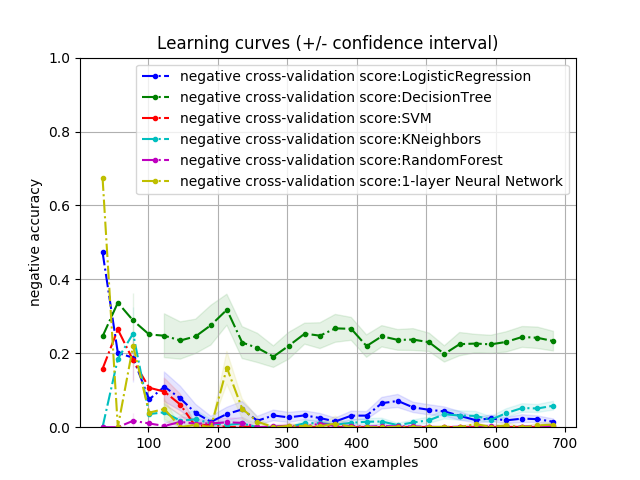 Learning curves (+/- confidence interval)
negative cross-validation score:LogisticRegression
negative cross-validation score:DecisionTree
negative cross-validation score:SVM
negative cross-validation score:KNeighbors
negative cross-validation score:RandomForest
negative cross-validation score:1-layer Neural Network
negative accuracy
1.0
0.8
0.6
0.4
0.2
0.0
100 200 300 400 500 600 700
cross-validation examples